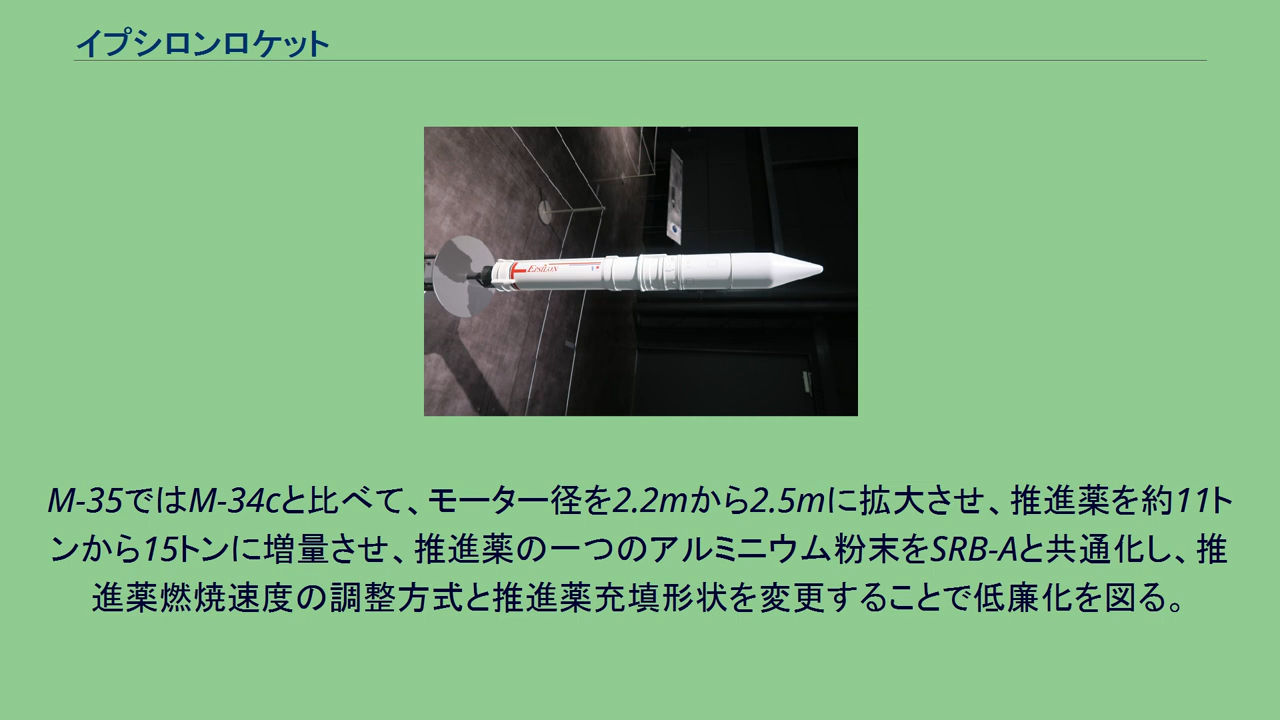 イプシロンロケット
EPSILON
M-35ではM-34cと比べて、モーター径を2.2mから2.5mに拡大させ、推進薬を約11ト
ンから15トンに増量させ、推進薬の一つのアルミニウム粉末をSRB-Aと共通化し、推
進薬燃焼速度の調整方式と推進薬充填形状を変更することで低廉化を図る。